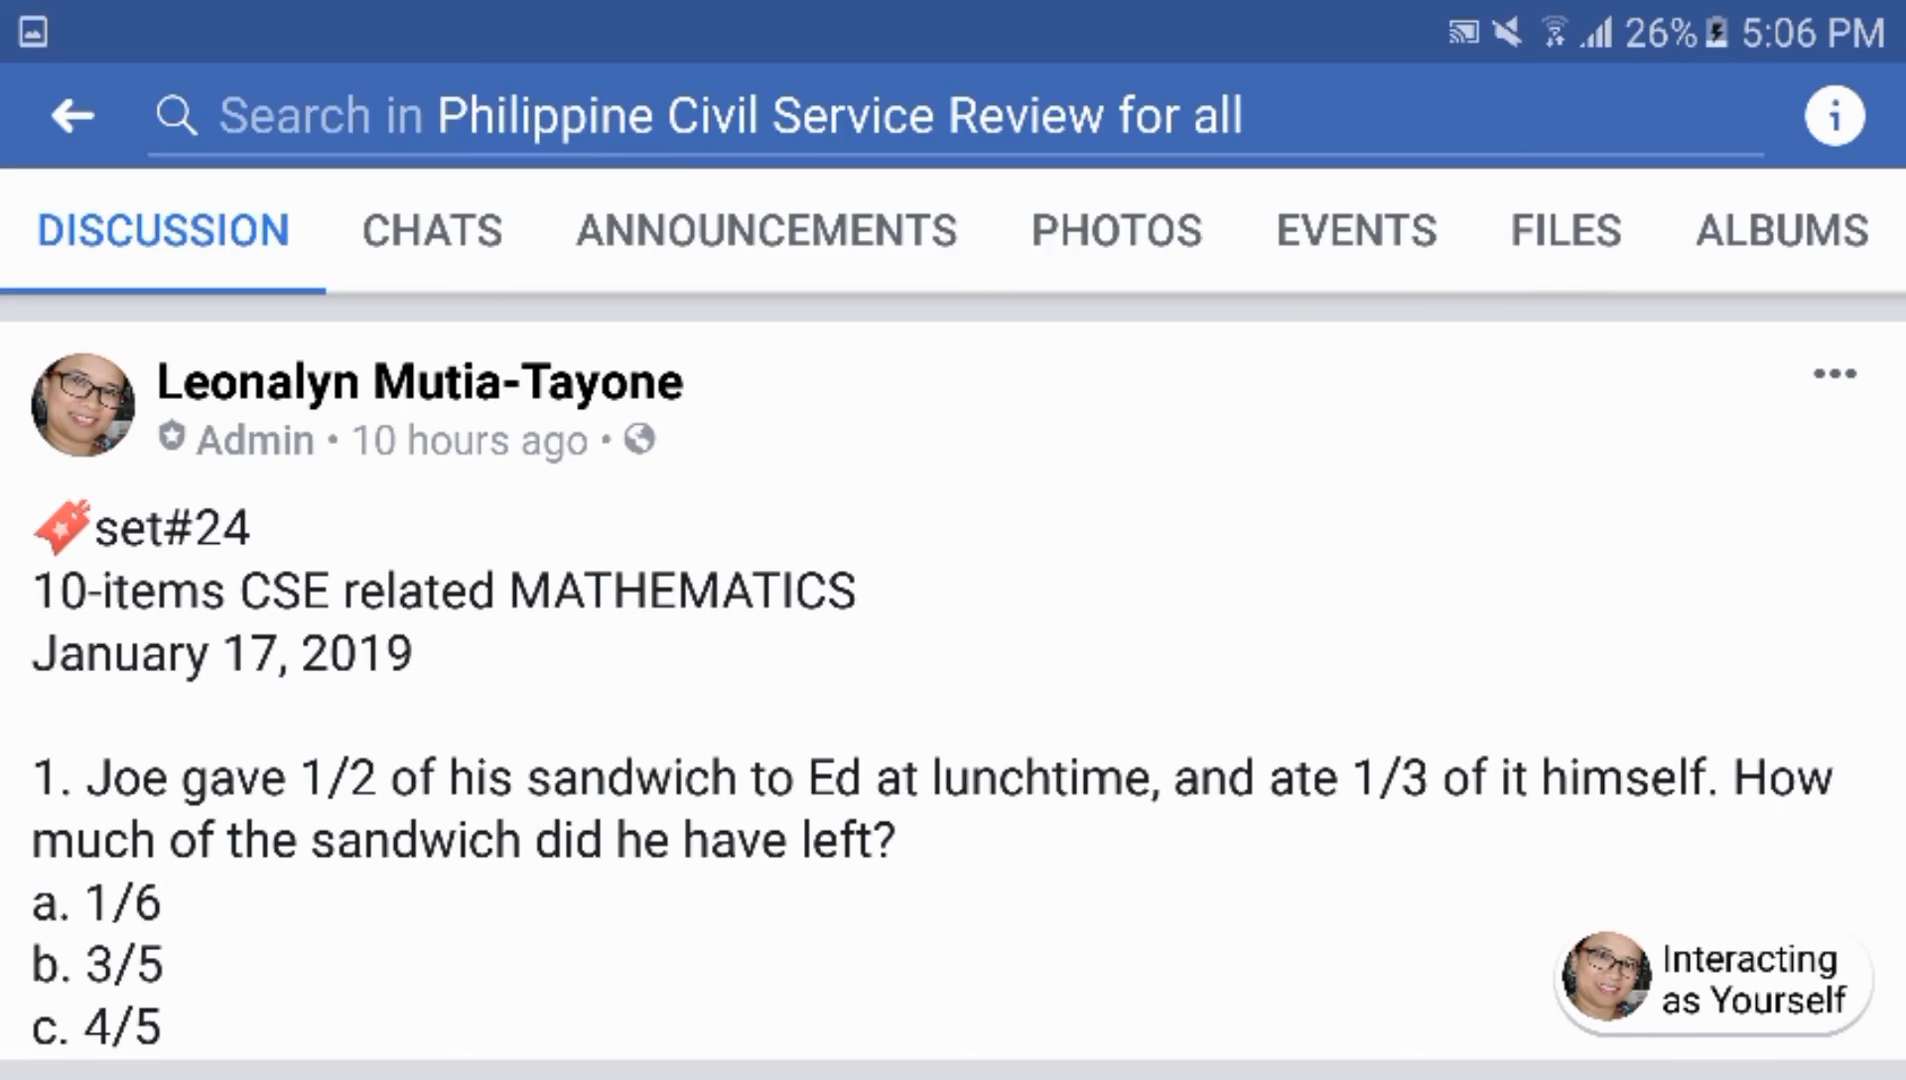 26% 5:06 PM
Search in Philippine Civil Service Review for all
DISCUSSION CHATS ANNOUNCEMENTS PHOTOS EVENTS FILES ALBUMS
Leonalyn Mutia-Tayone
Admin • 10 hours ago •
set#24
10-items CSE related MATHEMATICS
January 17, 2019
1. Joe gave 1/2 of his sandwich to Ed at lunchtime, and ate 1/3 of it himself. How
much of the sandwich did he have left?
a. 1/6
b. 3/5
c. 4/5
Interacting
as Yourself